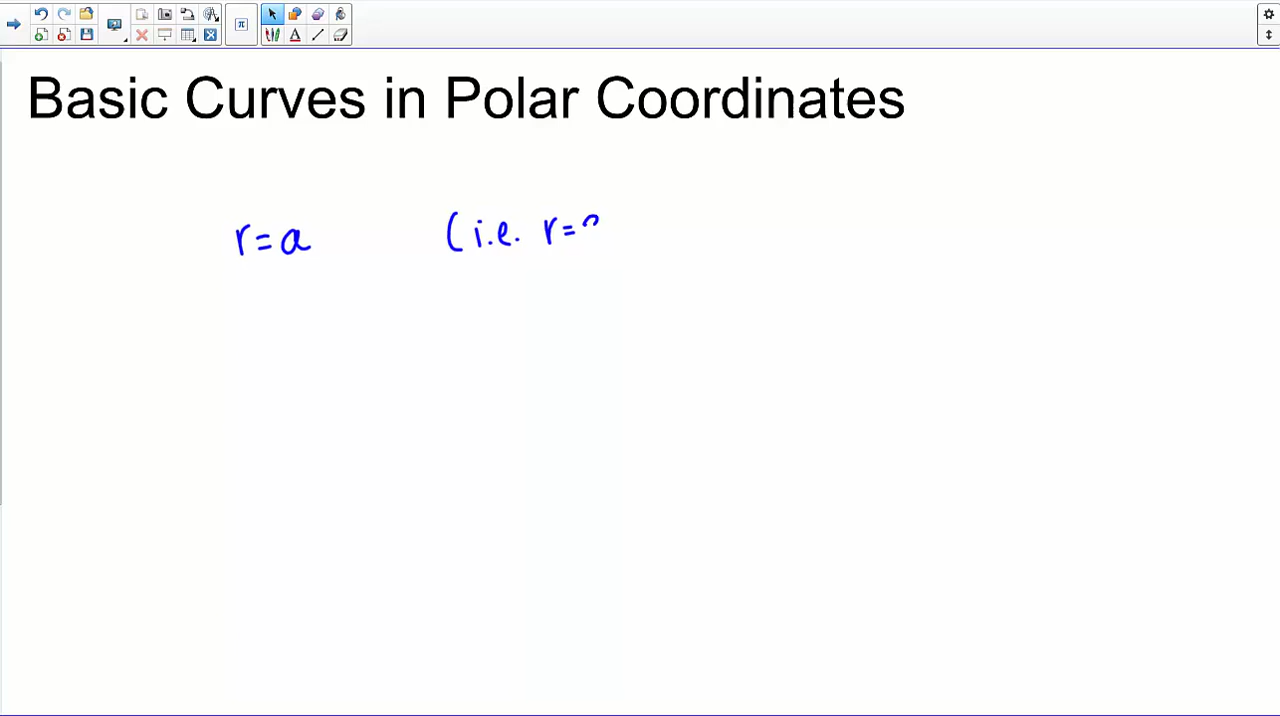 Basic Curves in Polar Coordinates
r=a (i.e. r=